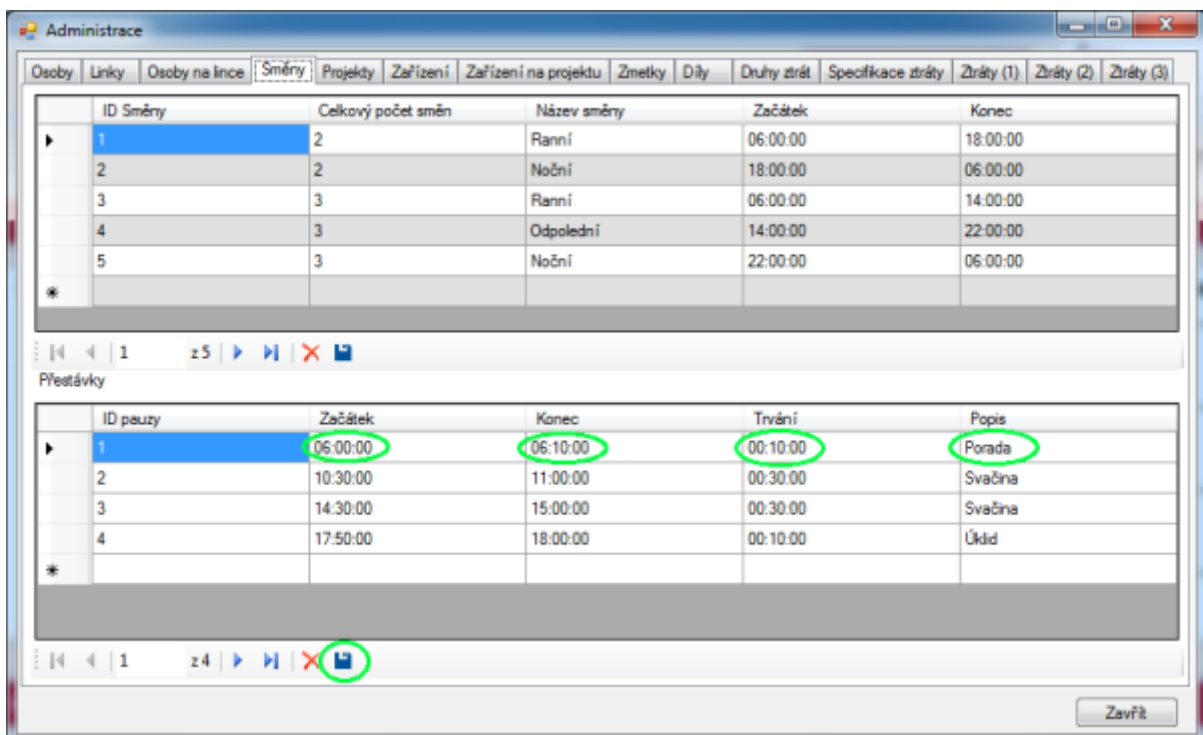 Administrace
Osoby Linky Osoby na lince Směny Projekty Zařízení Zařízení na projektu Zmetky Díly Druhy ztrát Specifikace ztráty Ztráty (1) Ztráty (2) Ztráty (3)
ID Směny Celkový počet směn Název směny Začátek Konec
1 2 Ranní 06:00:00 18:00:00
2 2 Noční 18:00:00 06:00:00
3 3 Ranní 06:00:00 14:00:00
4 3 Odpolední 14:00:00 22:00:00
5 3 Noční 22:00:00 06:00:00
1 z 5
Přestávky
ID pauzy Začátek Konec Trvání Popis
1 06:00:00 06:10:00 00:10:00 Porada
2 10:30:00 11:00:00 00:30:00 Svačina
3 14:30:00 15:00:00 00:30:00 Svačina
4 17:50:00 18:00:00 00:10:00 Úklid
1 z 4
Zavřít